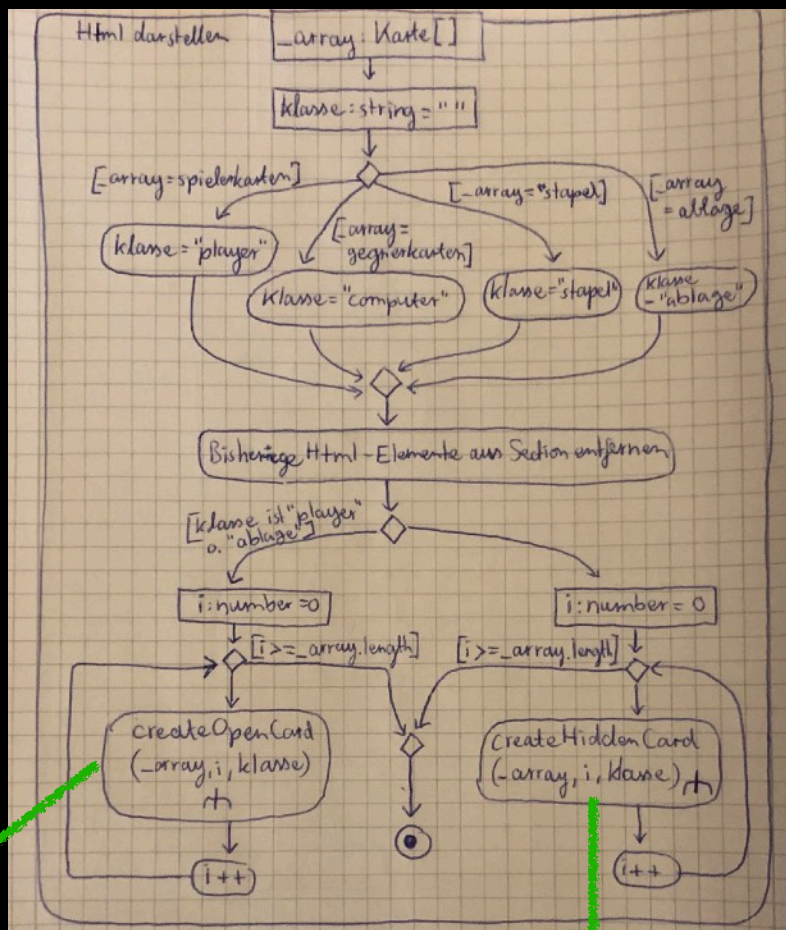 Html darstellen
_array: Karte[]
klasse: string = " "
[_array=spielerkarten]
[_array="stapel]
[_array
= ablage]
klasse="player"
[_array=
gegnerkarten]
klasse="computer"
klasse="stapel"
klasse
="ablage"
Bisheriege Html-Elemente aus Section entfernen
[klasse ist "player"
o. "ablage"]
i: number =0
i: number = 0
[i>=_array.length]
[i>=_array.length]
createOpenCard
(_array, i, klasse)
createHiddenCard
(_array, i, klasse)
i++
i++